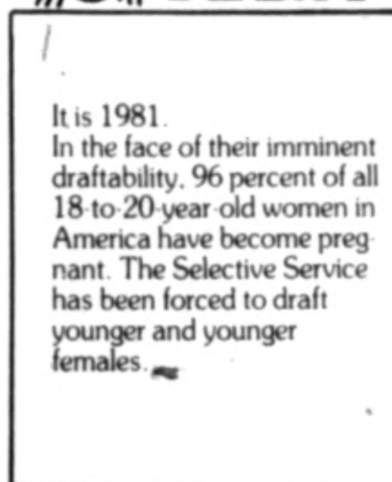 It is 1981.
In the face of their imminent
draftability, 96 percent of all
18-to-20-year-old women in
America have become preg-
nant. The Selective Service
has been forced to draft
younger and younger
females.